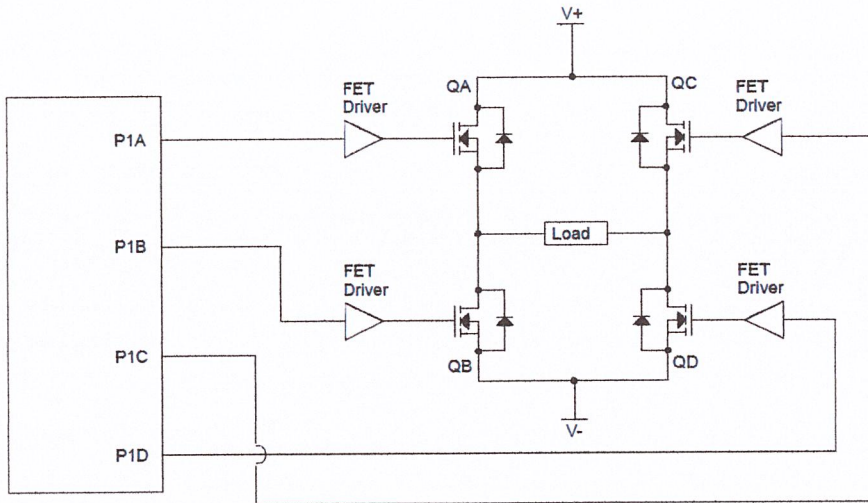 V+
FET
Driver
QA
QC
FET
Driver
P1A
P1B
Load
FET
Driver
FET
Driver
P1C
QB
QD
V-
P1D